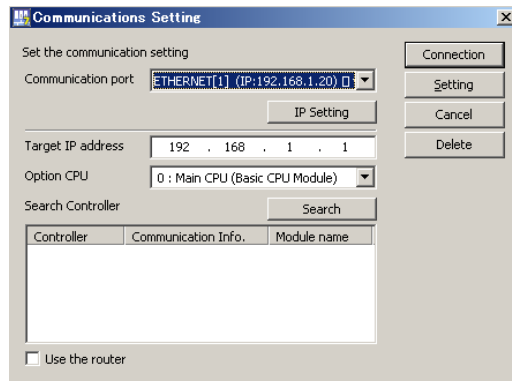 Communications Setting
Set the communication setting
Connection
Communication port
ETHERNET[1] (IP:192.168.1.20)
Setting
IP Setting
Cancel
Target IP address
192 . 168 . 1 . 1
Delete
Option CPU
0 : Main CPU (Basic CPU Module)
Search Controller
Search
Controller
Communication Info.
Module name
Use the router